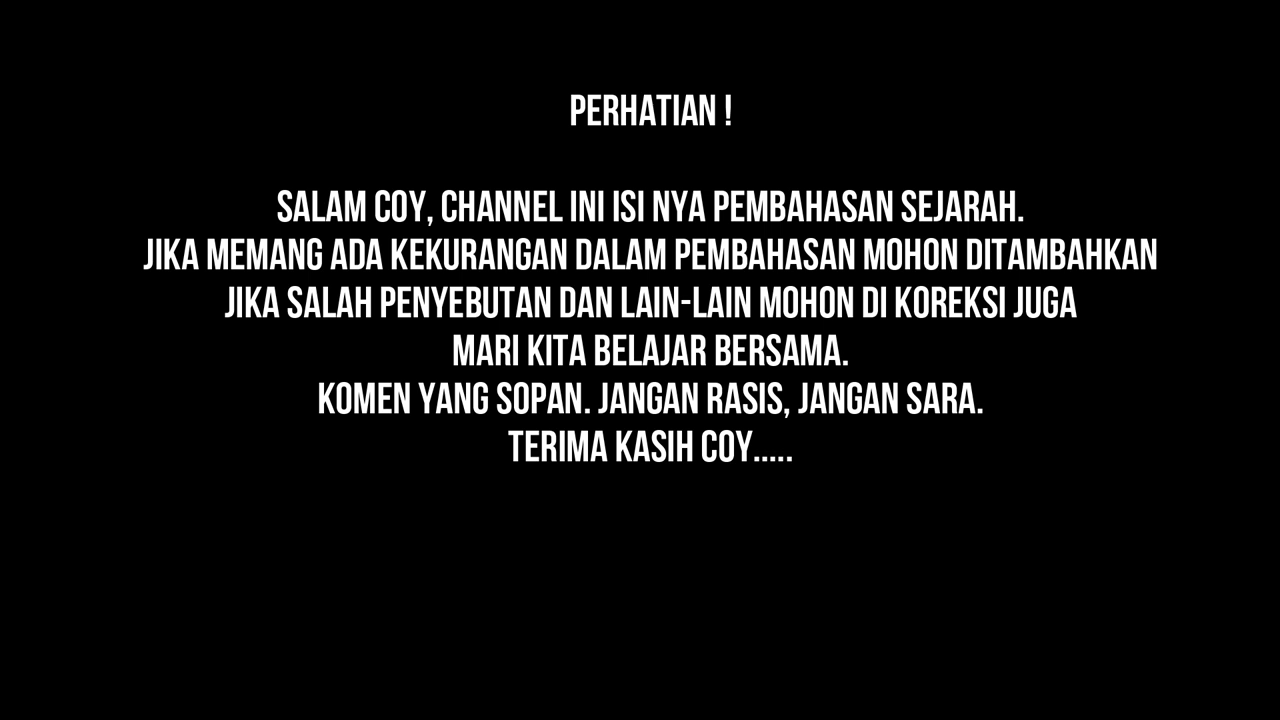 PERHATIAN !
SALAM COY, CHANNEL INI ISI NYA PEMBAHASAN SEJARAH.
JIKA MEMANG ADA KEKURANGAN DALAM PEMBAHASAN MOHON DITAMBAHKAN
JIKA SALAH PENYEBUTAN DAN LAIN-LAIN MOHON DI KOREKSI JUGA
MARI KITA BELAJAR BERSAMA.
KOMEN YANG SOPAN. JANGAN RASIS, JANGAN SARA.
TERIMA KASIH COY.....